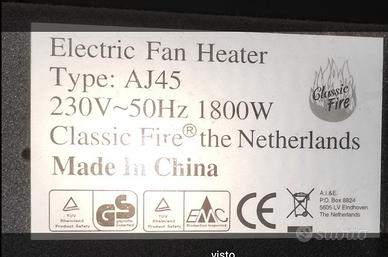 Electric Fan Heater
Type: AJ45
230V~50Hz 1800W
Classic Fire® the Netherlands
Made In China
Classic
Fire
TÜV
Rheinland
Product Safety
GS
TÜV
Rheinland
Product Safety
EMC
CE
A.I.&E.
P.O. Box 8824
5605 LV Eindhoven
The Netherlands
subito
visto